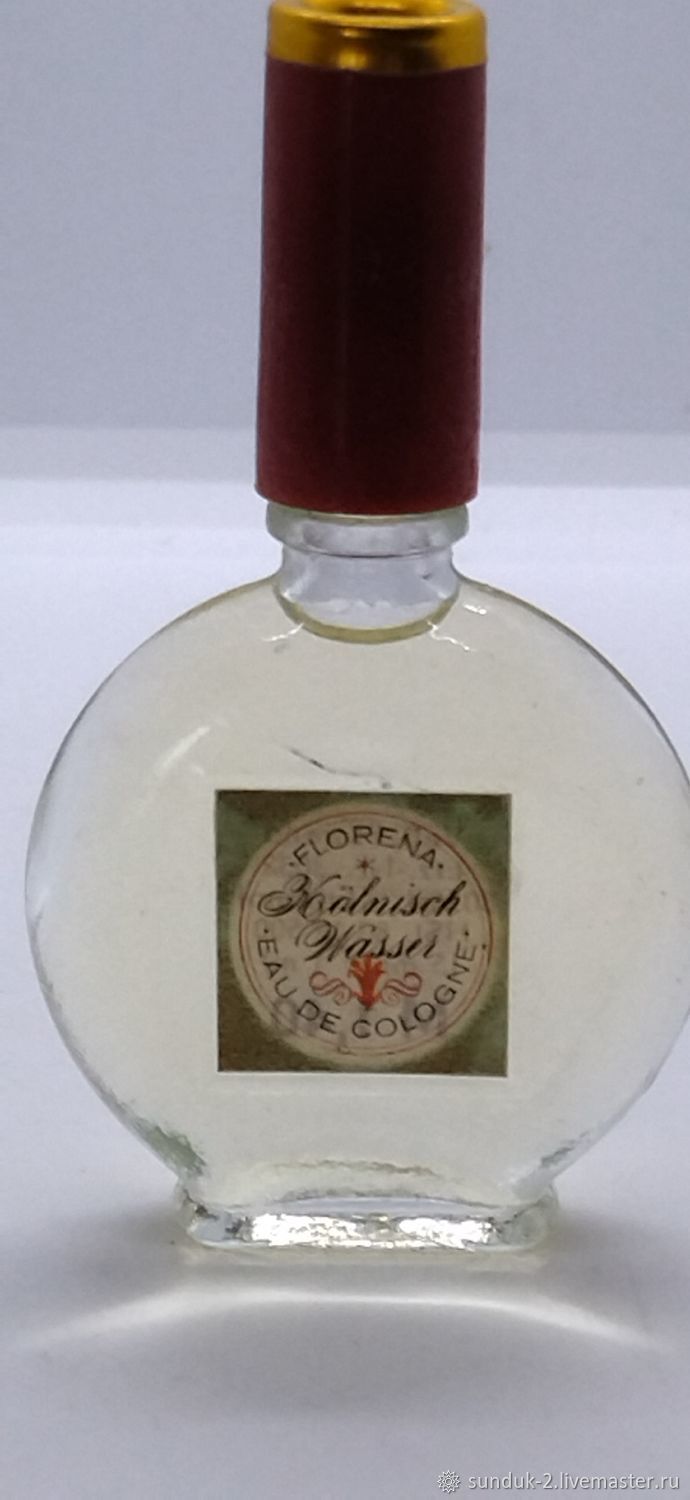 ·FLORENA·
Kölnisch
Wasser
·EAU DE COLOGNE·
sunduk-2.livemaster.ru